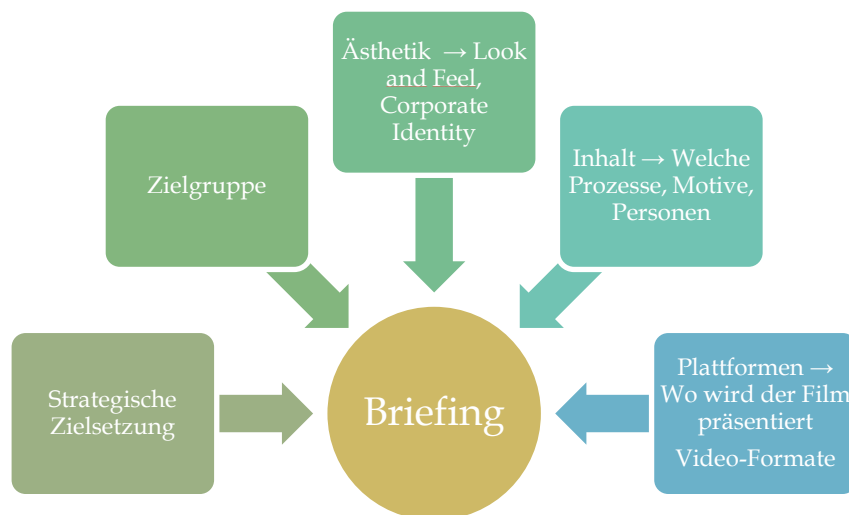 Ästhetik → Look
and Feel,
Corporate
Identity
Zielgruppe
Inhalt → Welche
Prozesse, Motive,
Personen
Strategische
Zielsetzung
Briefing
Plattformen →
Wo wird der Film
präsentiert
Video-Formate